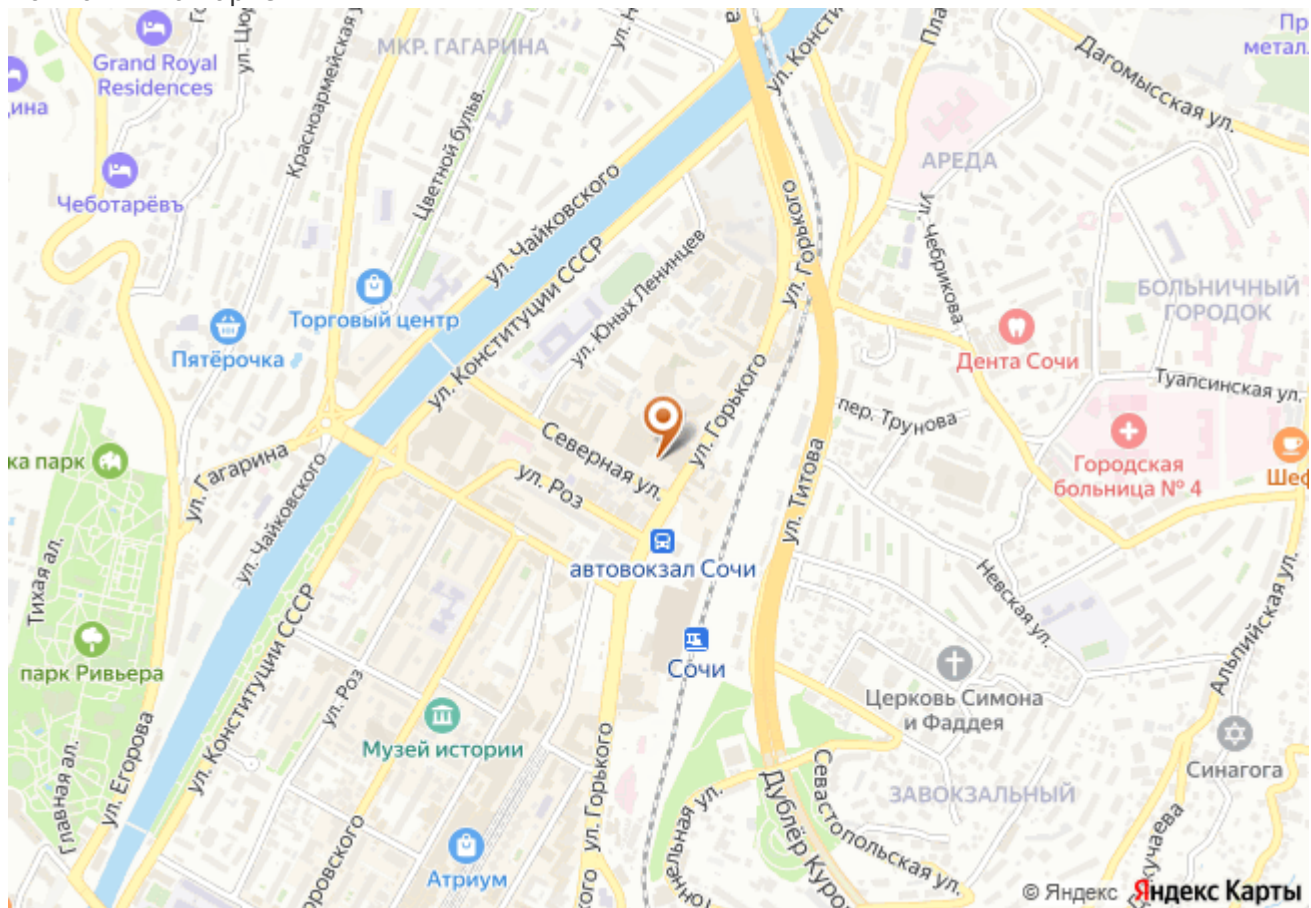 МКР. ГАГАРИНА
Grand Royal
Residences
Красноармейская
Цветной бульв.
ул. Чайковского
ул. Конституции СССР
ул. Конституции СССР
Дагомысская ул.
АРЕДА
ул. Чебрикова
ул. Горького
ул. Горького
Чеботарёвъ
Торговый центр
Пятёрочка
ул. Юных Ленинцев
БОЛЬНИЧНЫЙ
ГОРОДОК
Дента Сочи
Туапсинская ул.
пер. Трунова
ул. Горького
Северная ул.
ул. Роз
ул. Гагарина
ул. Чайковского
ул. Титова
Городская
больница № 4
парк
автовокзал Сочи
Невская ул.
Альпийская ул.
Тихая ал.
парк Ривьера
ул. Конституции СССР
ул. Роз
Сочи
Церковь Симона
и Фаддея
Музей истории
ул. Горького
Синагога
ЗАВОКЗАЛЬНЫЙ
Главная ал.
ул. Егорова
Севастопольская ул.
Дублёр
Атриум
© Яндекс Яндекс Карты